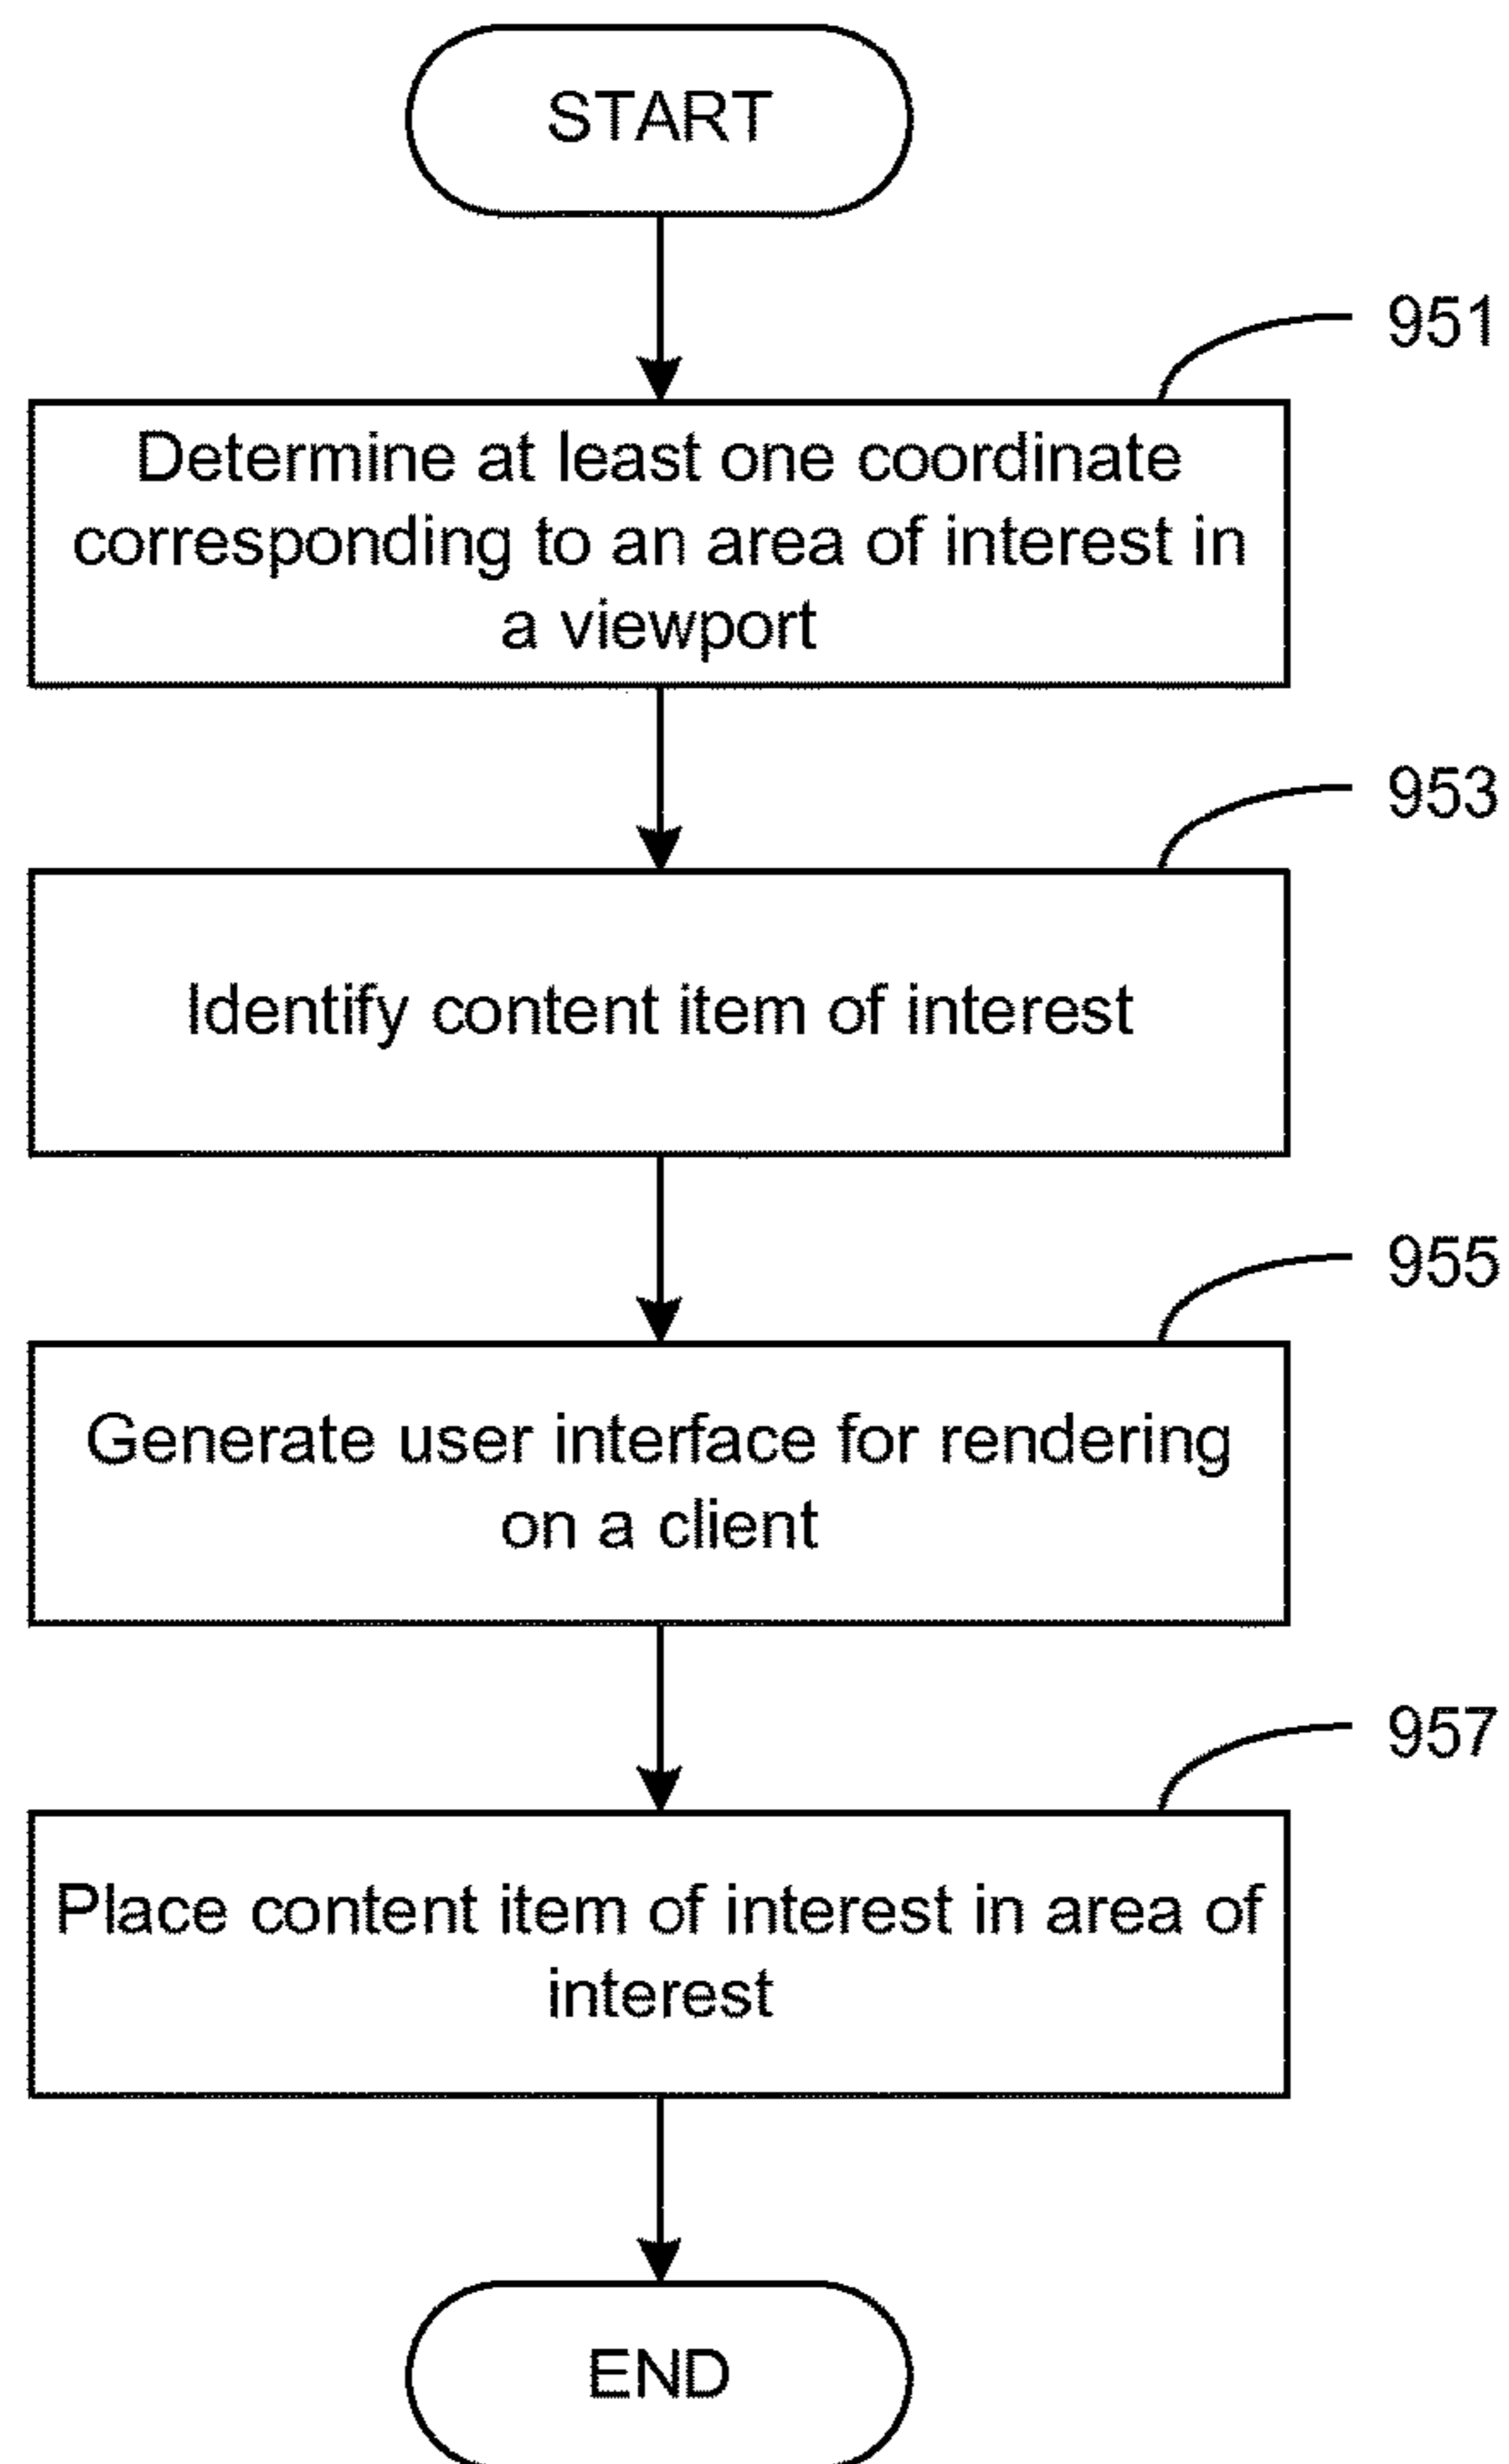 START
951
Determine at least one coordinate
corresponding to an area of interest in
a viewport
953
Identify content item of interest
955
Generate user interface for rendering
on a client
957
Place content item of interest in area of
interest
END